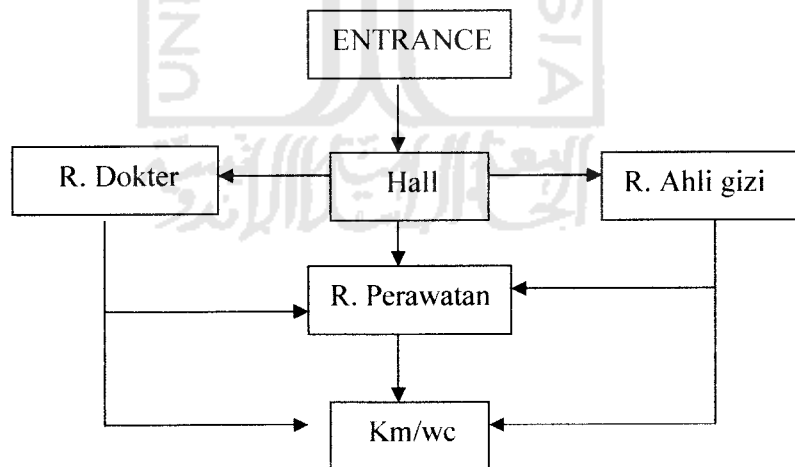 ENTRANCE
R. Dokter
Hall
R. Ahli gizi
R. Perawatan
Km/wc